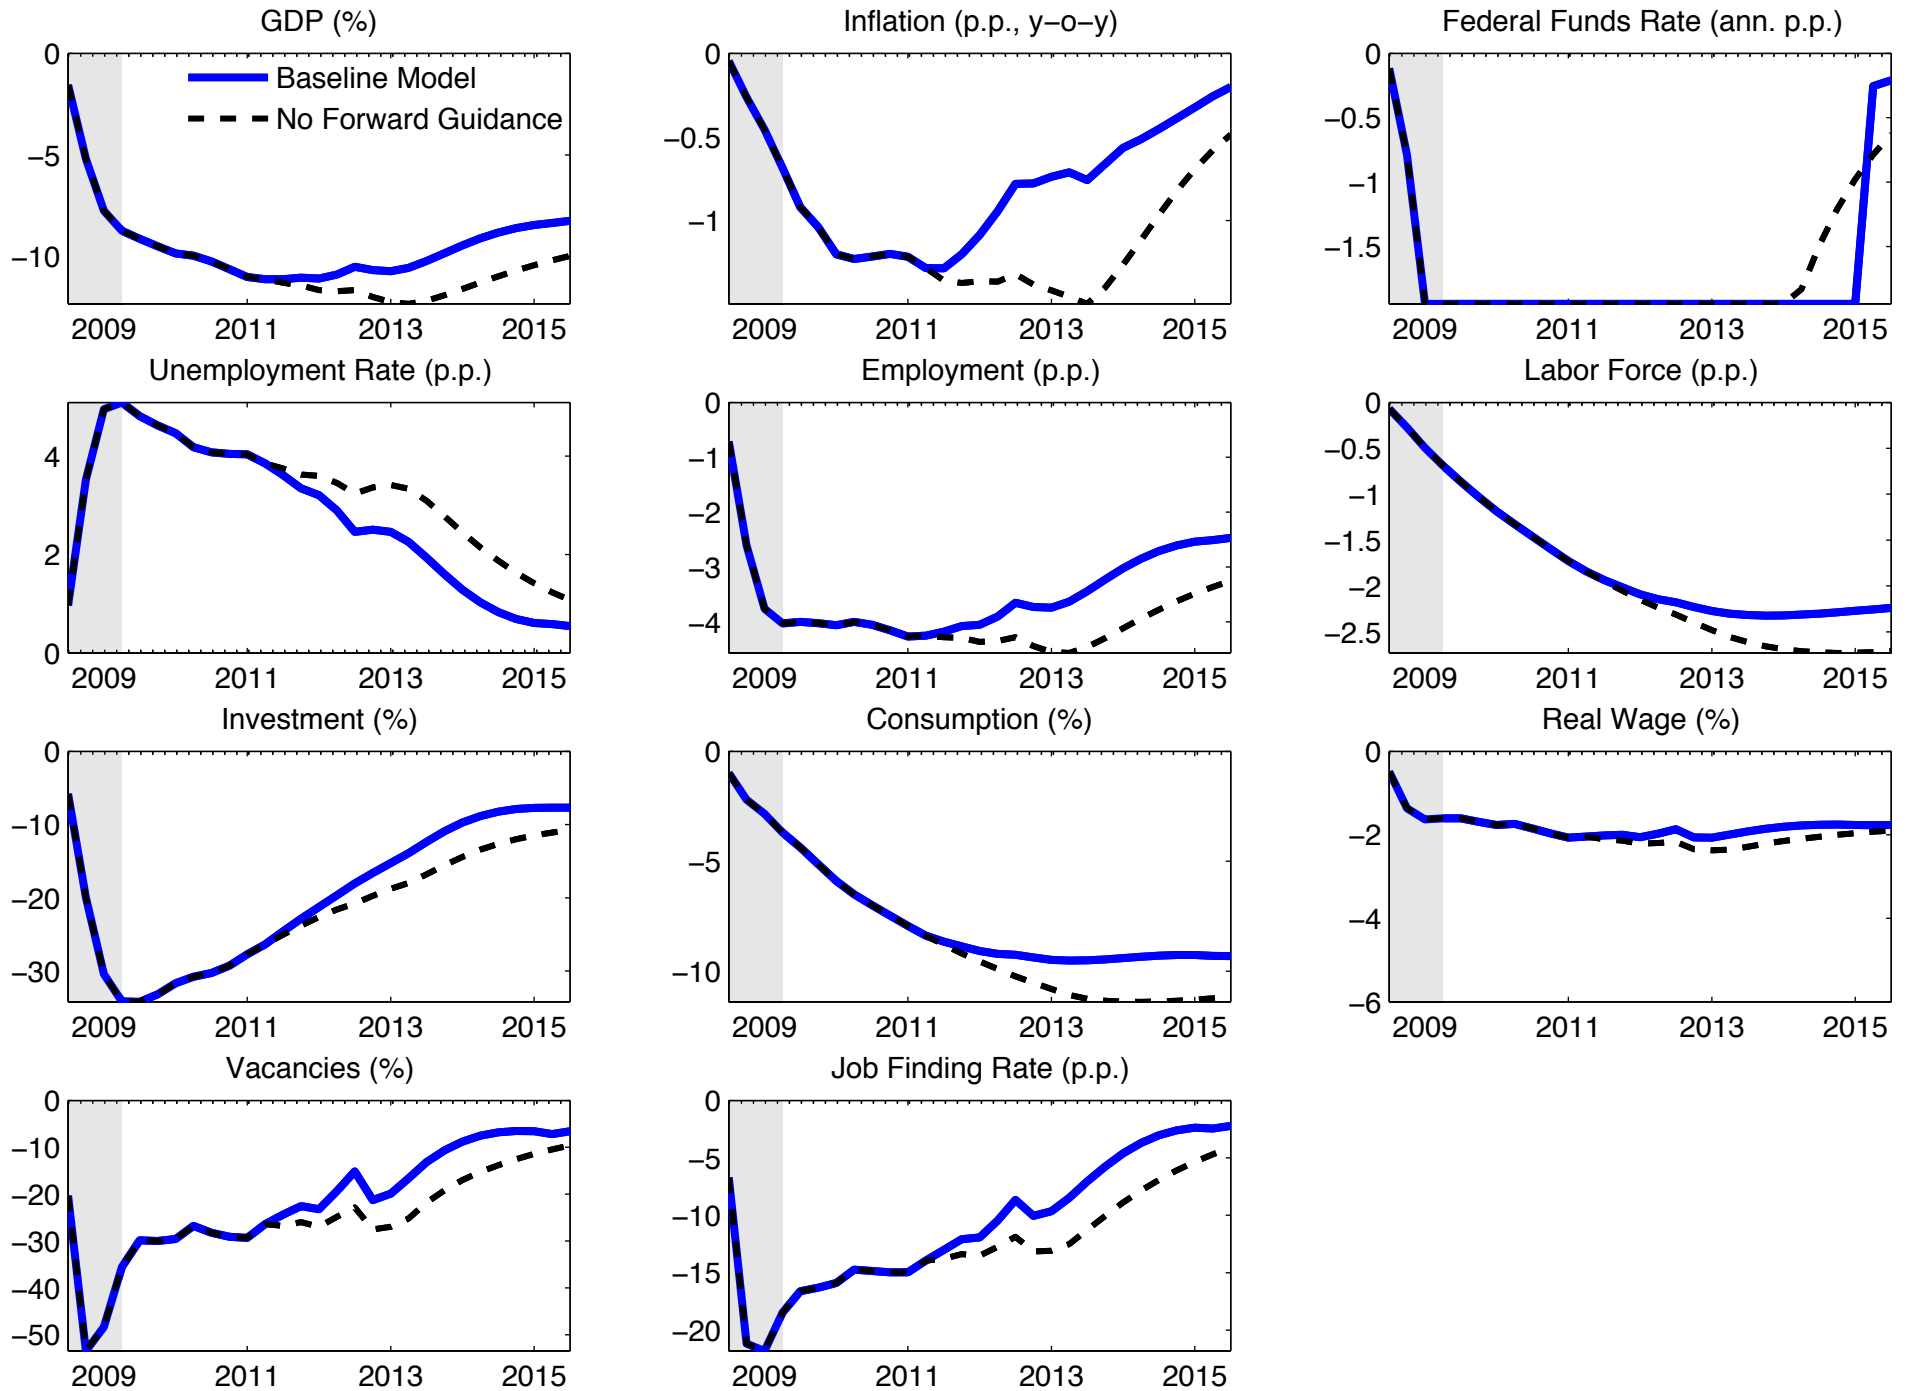 GDP (%)
Inflation (p.p., y−o−y)
Federal Funds Rate (ann. p.p.)
Baseline Model
No Forward Guidance
0
−5
−10
2009 2011 2013 2015
0
−0.5
−1
2009 2011 2013 2015
0
−0.5
−1
−1.5
2009 2011 2013 2015
Unemployment Rate (p.p.)
Employment (p.p.)
Labor Force (p.p.)
4
2
0
2009 2011 2013 2015
0
−1
−2
−3
−4
2009 2011 2013 2015
0
−0.5
−1
−1.5
−2
−2.5
2009 2011 2013 2015
Investment (%)
Consumption (%)
Real Wage (%)
0
−10
−20
−30
2009 2011 2013 2015
0
−5
−10
2009 2011 2013 2015
0
−2
−4
−6
2009 2011 2013 2015
Vacancies (%)
Job Finding Rate (p.p.)
0
−10
−20
−30
−40
−50
2009 2011 2013 2015
0
−5
−10
−15
−20
2009 2011 2013 2015